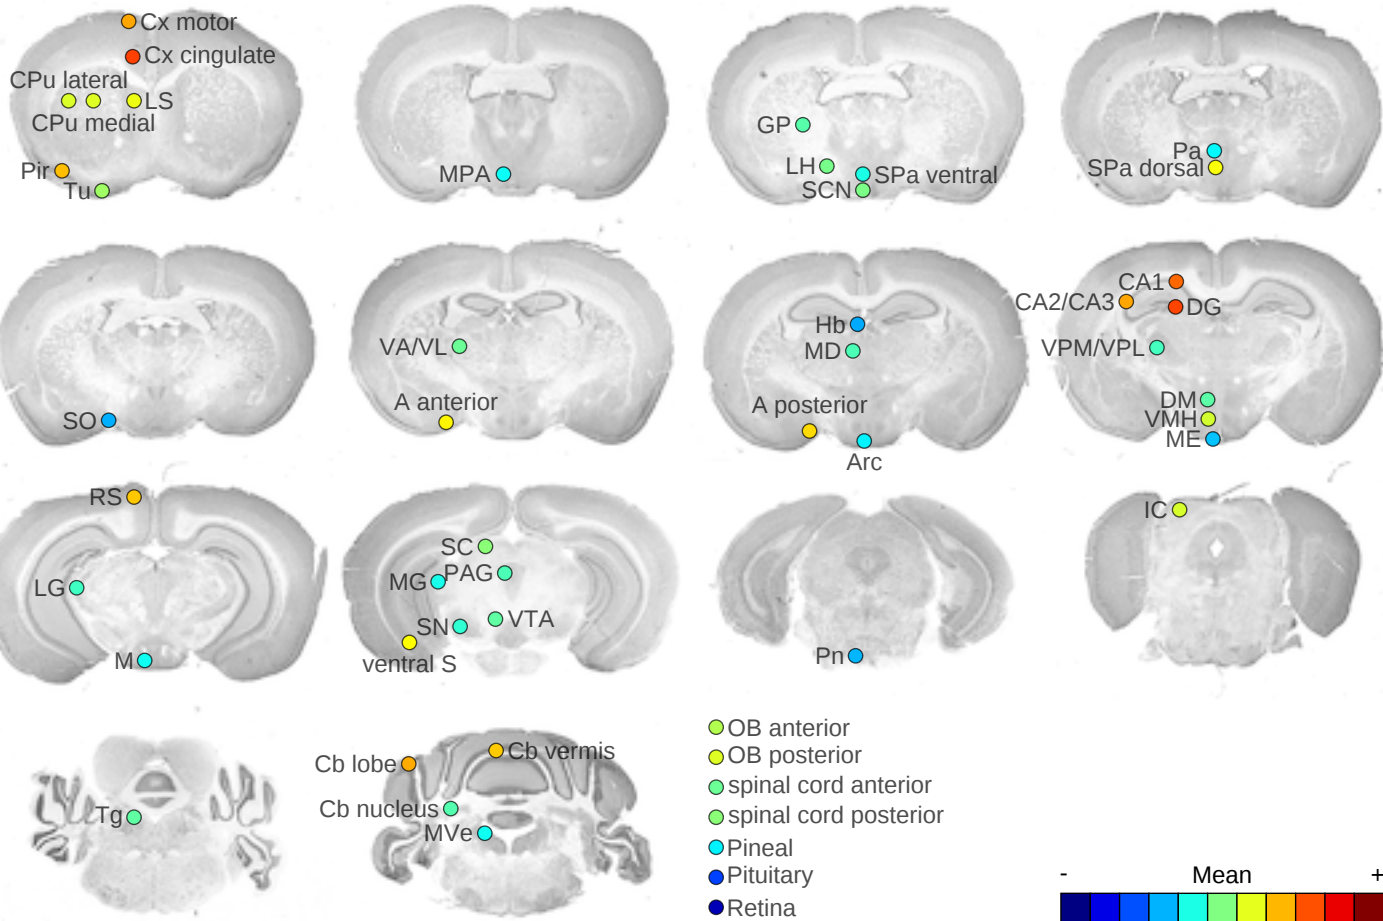 Cx motor
Cx cingulate
CPu lateral
LS
CPu medial
Pir
Tu
MPA
GP
LH
SPa ventral
SCN
Pa
SPa dorsal
SO
VA/VL
A anterior
Hb
MD
A posterior
Arc
CA1
CA2/CA3
DG
VPM/VPL
DM
VMH
ME
RS
LG
M
SC
PAG
MG
VTA
SN
ventral S
Pn
IC
Tg
Cb lobe
Cb vermis
Cb nucleus
MVe
OB anterior
OB posterior
spinal cord anterior
spinal cord posterior
Pineal
Pituitary
Retina
- Mean +